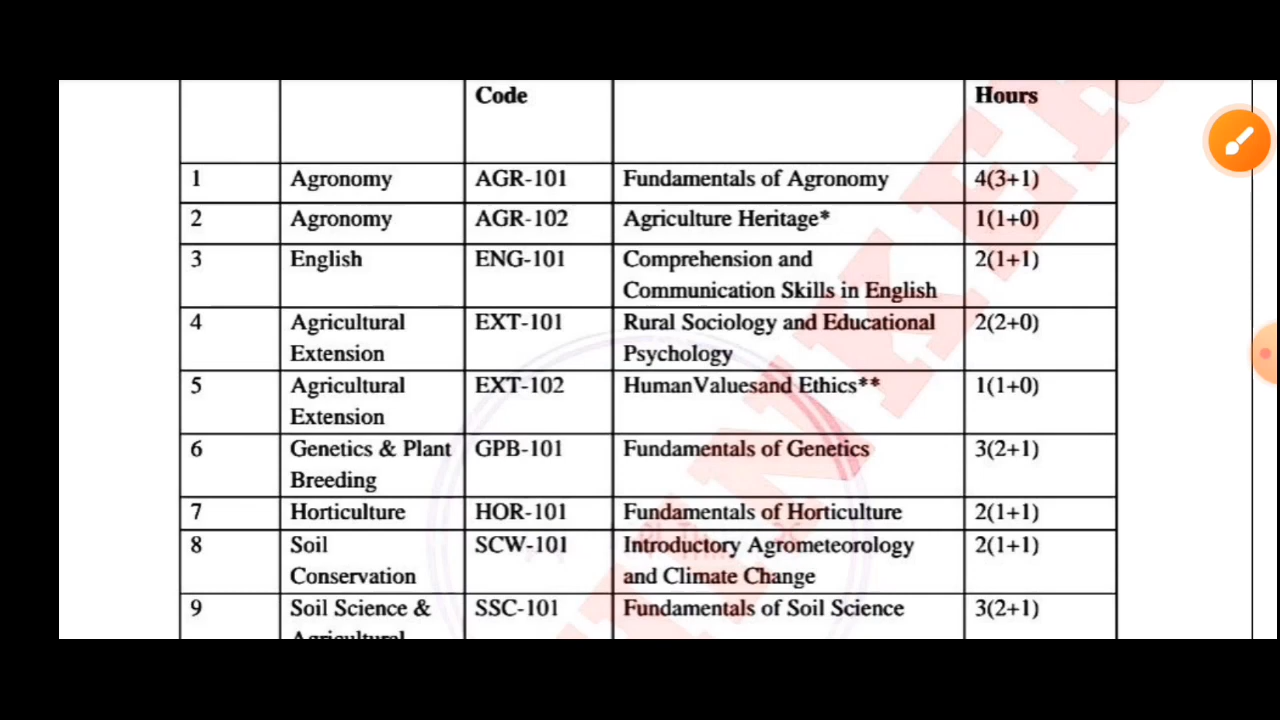 Code Hours
1 Agronomy AGR-101 Fundamentals of Agronomy 4(3+1)
2 Agronomy AGR-102 Agriculture Heritage* 1(1+0)
3 English ENG-101 Comprehension and 2(1+1)
Communication Skills in English
4 Agricultural EXT-101 Rural Sociology and Educational 2(2+0)
Extension Psychology
5 Agricultural EXT-102 HumanValuesand Ethics** 1(1+0)
Extension
6 Genetics & Plant GPB-101 Fundamentals of Genetics 3(2+1)
Breeding
7 Horticulture HOR-101 Fundamentals of Horticulture 2(1+1)
8 Soil SCW-101 Introductory Agrometeorology 2(1+1)
Conservation and Climate Change
9 Soil Science & SSC-101 Fundamentals of Soil Science 3(2+1)
Agricultural